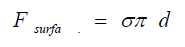 F surfa . = σπ d